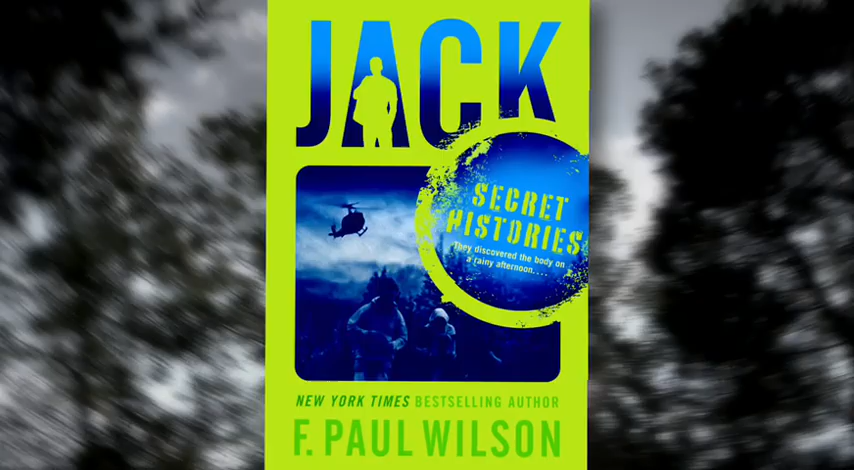 JACK
SECRET
HISTORIES
They discovered the body on
a rainy afternoon....
NEW YORK TIMES BESTSELLING AUTHOR
F. PAUL WILSON